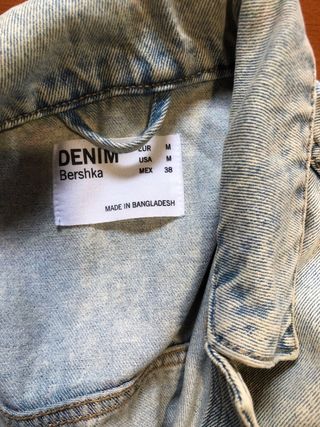 DENIM
Bershka
EUR M
USA M
MEX 38
MADE IN BANGLADESH